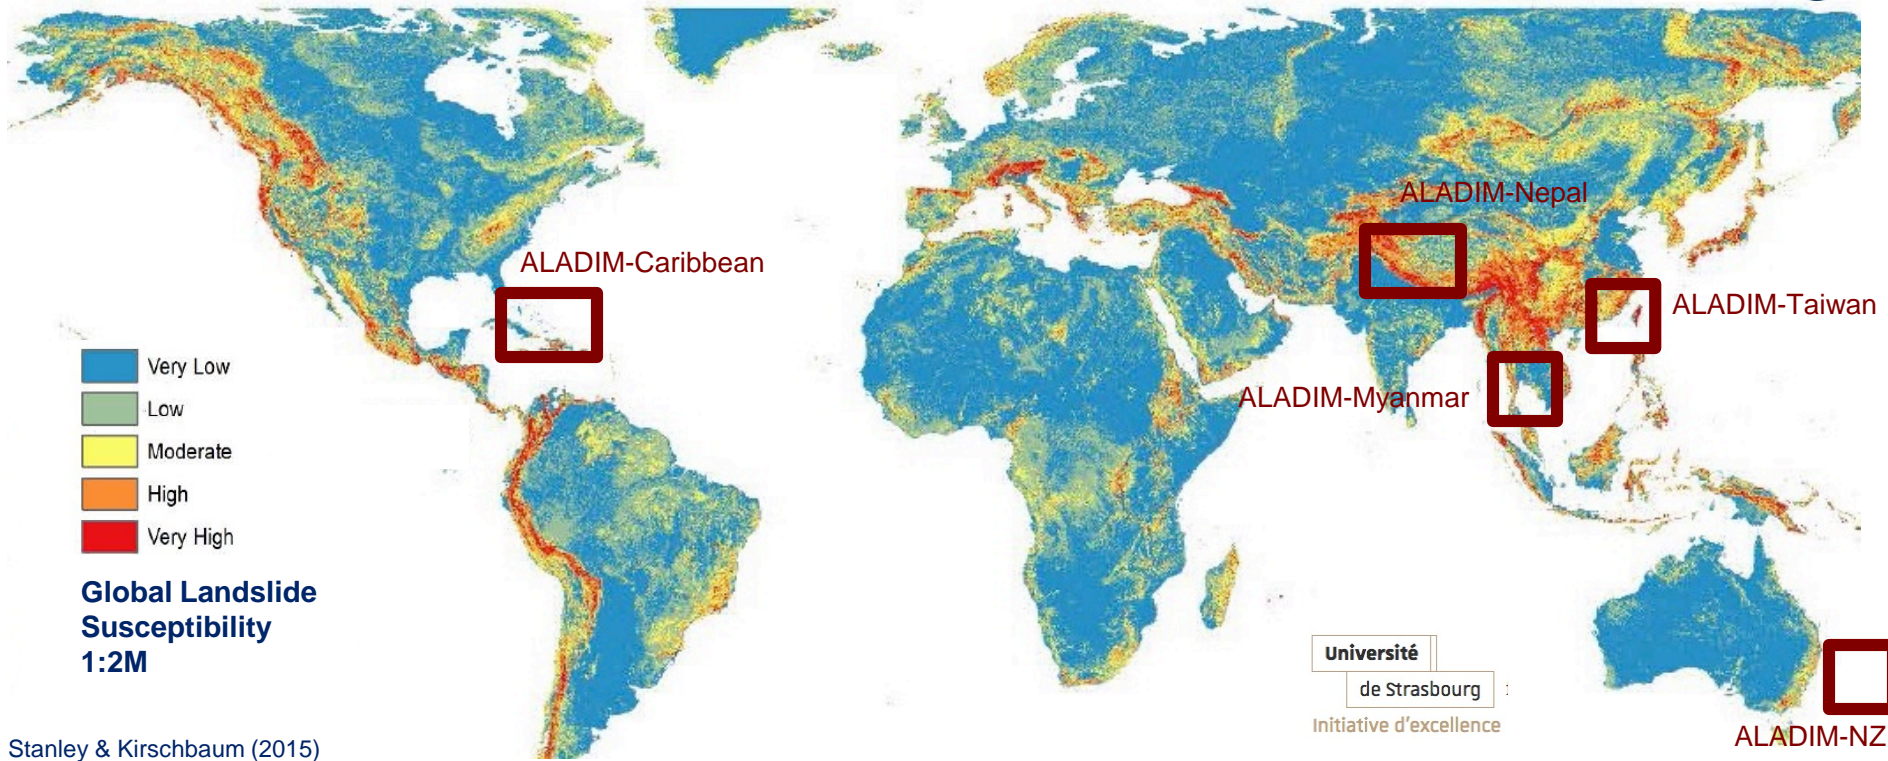 ALADIM-Nepal
ALADIM-Caribbean
ALADIM-Taiwan
ALADIM-Myanmar
Very Low
Low
Moderate
High
Very High
Global Landslide
Susceptibility
1:2M
Université
de Strasbourg
Initiative d'excellence
ALADIM-NZ
Stanley & Kirschbaum (2015)